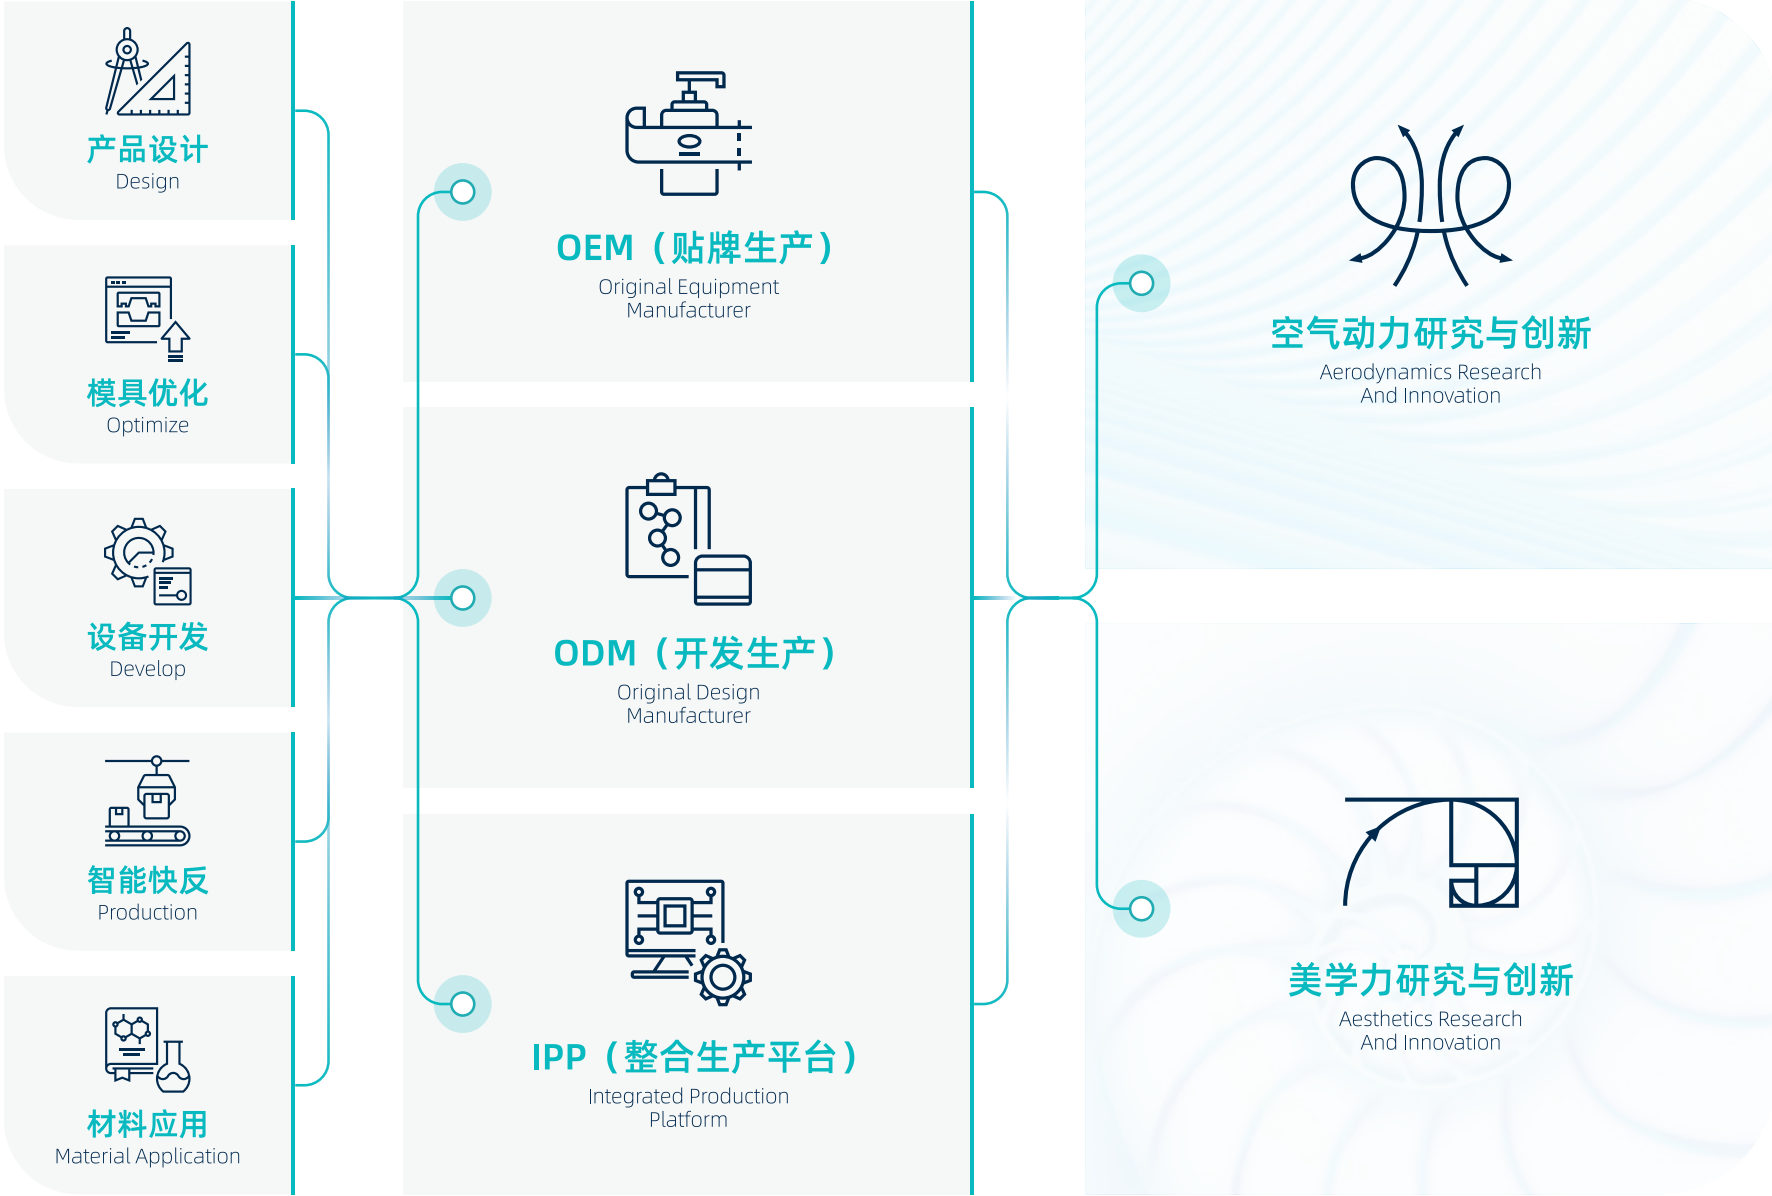 产品设计
Design
模具优化
Optimize
设备开发
Develop
智能快反
Production
材料应用
Material Application
OEM（贴牌生产）
Original Equipment
Manufacturer
ODM（开发生产）
Original Design
Manufacturer
IPP（整合生产平台）
Integrated Production
Platform
空气动力研究与创新
Aerodynamics Research
And Innovation
美学力研究与创新
Aesthetics Research
And Innovation